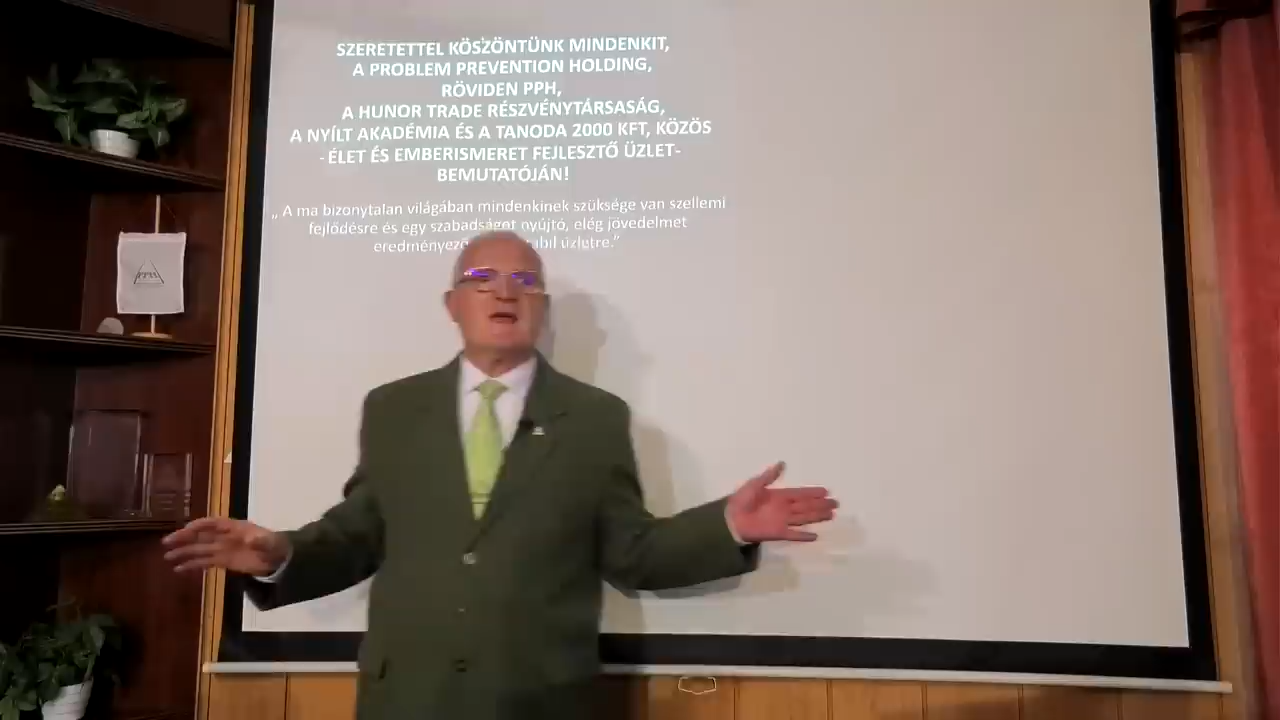 SZERETETTEL KÖSZÖNTÜNK MINDENKIT,
A PROBLEM PREVENTION HOLDING,
RÖVIDEN PPH,
A HUNOR TRADE RÉSZVÉNYTÁRSASÁG,
A NYÍLT AKADÉMIA ÉS A TANODA 2000 KFT, KÖZÖS
- ÉLET ÉS EMBERISMERET FEJLESZTŐ ÜZLET-
BEMUTATÓJÁN!
„ A ma bizonytalan világában mindenkinek szüksége van szellemi
fejlődésre és egy szabadságot nyújtó, elég jövedelmet
üzletre.”